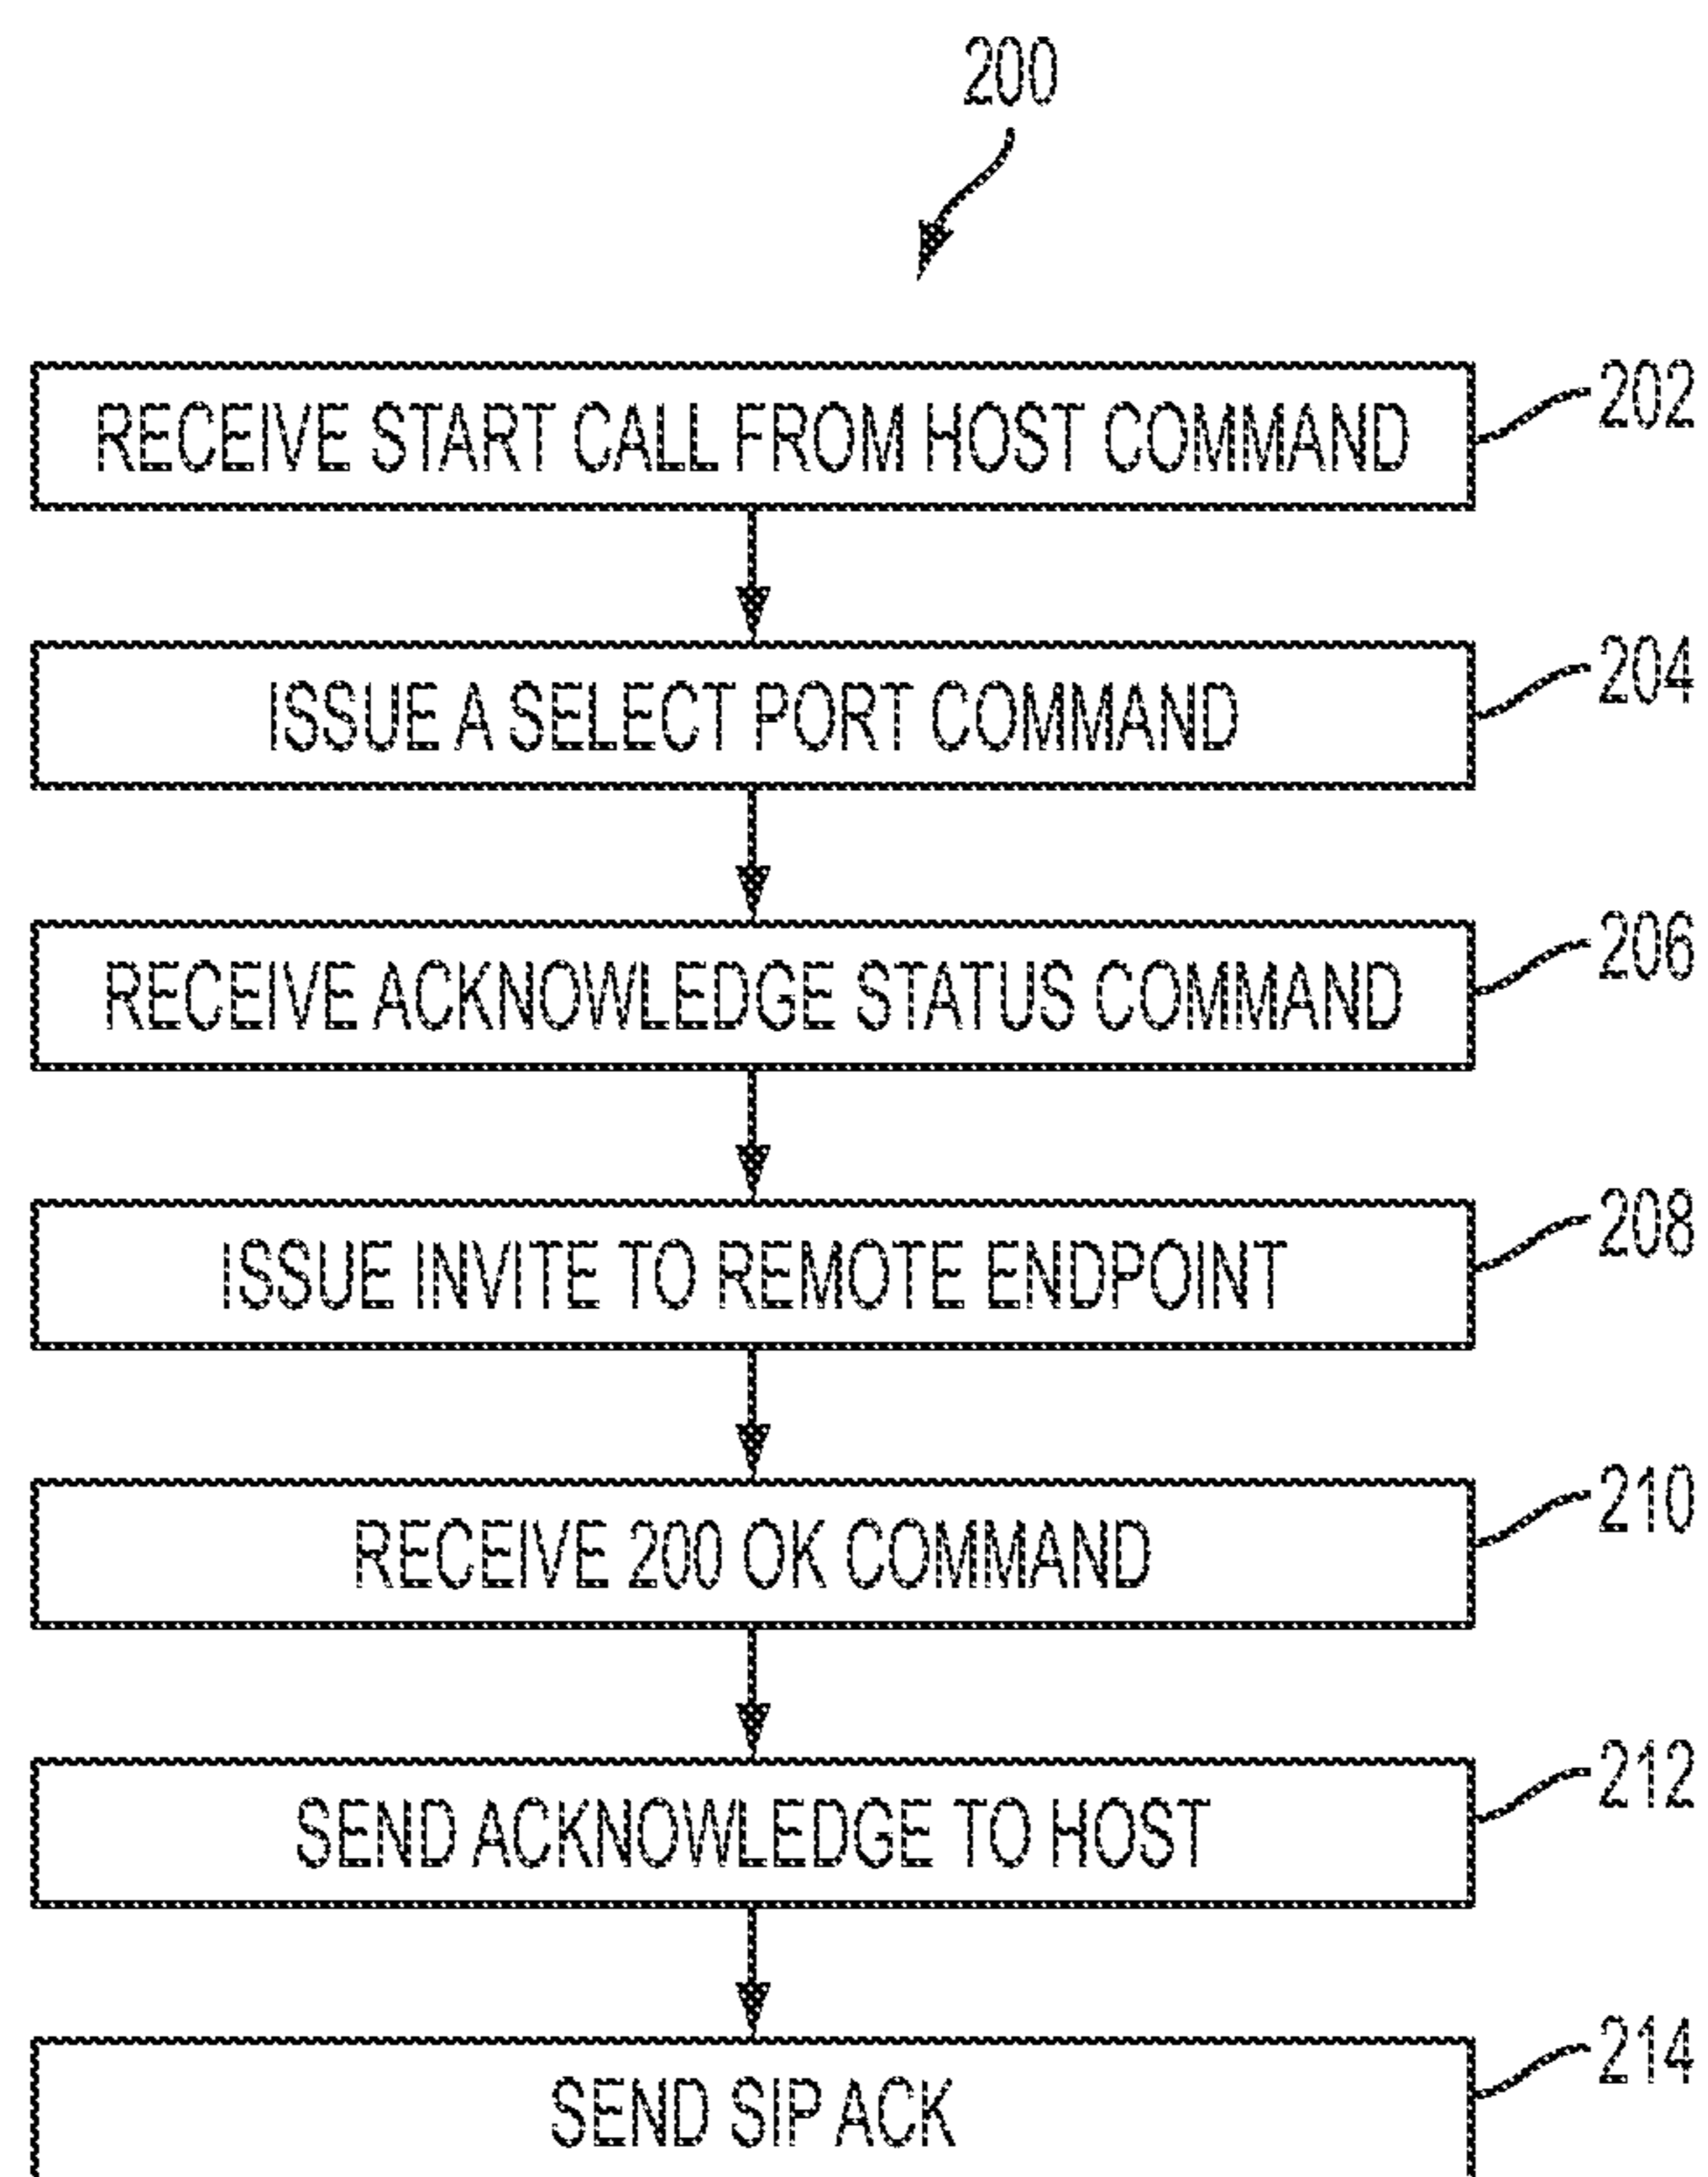 200
RECEIVE START CALL FROM HOST COMMAND
202
ISSUE A SELECT PORT COMMAND
204
RECEIVE ACKNOWLEDGE STATUS COMMAND
206
ISSUE INVITE TO REMOTE ENDPOINT
208
RECEIVE 200 OK COMMAND
210
SEND ACKNOWLEDGE TO HOST
212
SEND SIP ACK
214